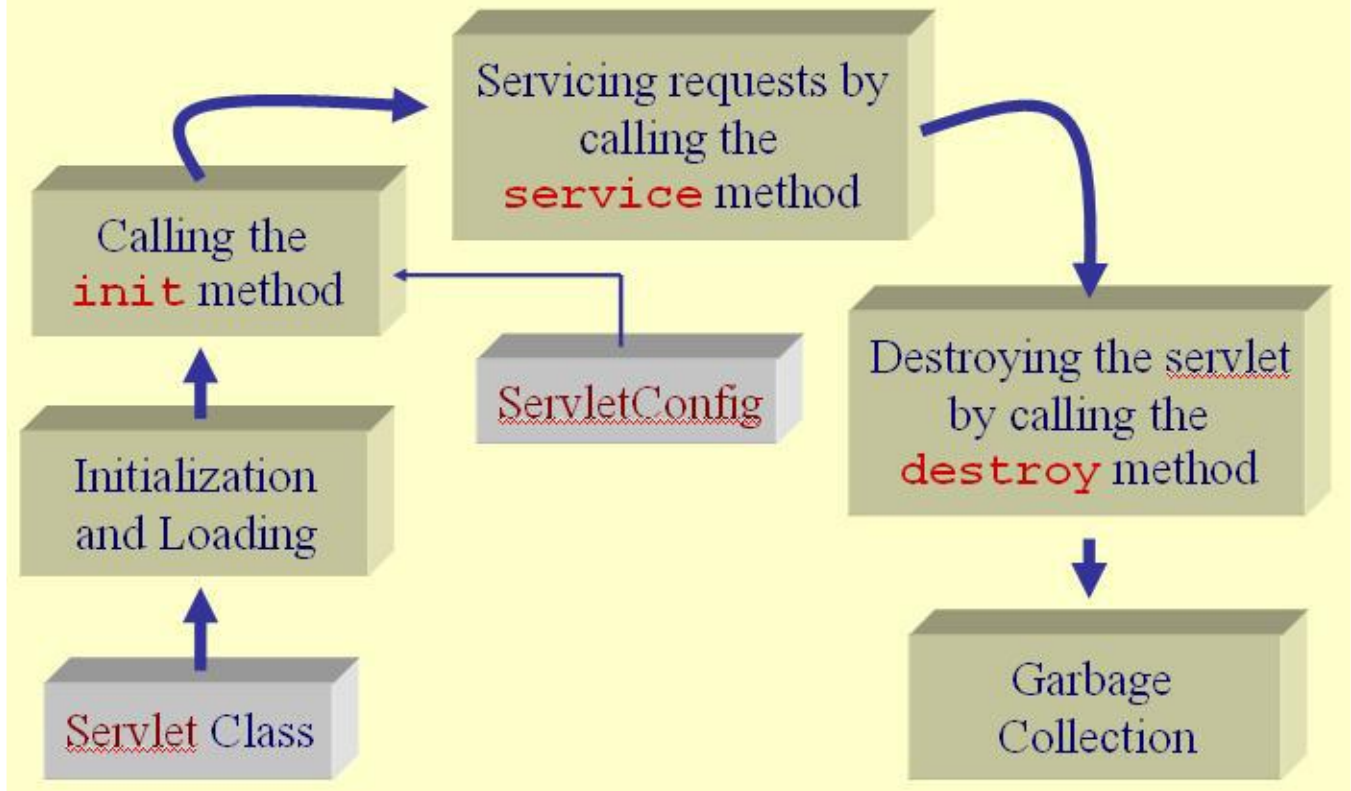 Servicing requests by
calling the
service method
Calling the
init method
ServletConfig
Destroying the servlet
by calling the
destroy method
Initialization
and Loading
Servlet Class
Garbage
Collection